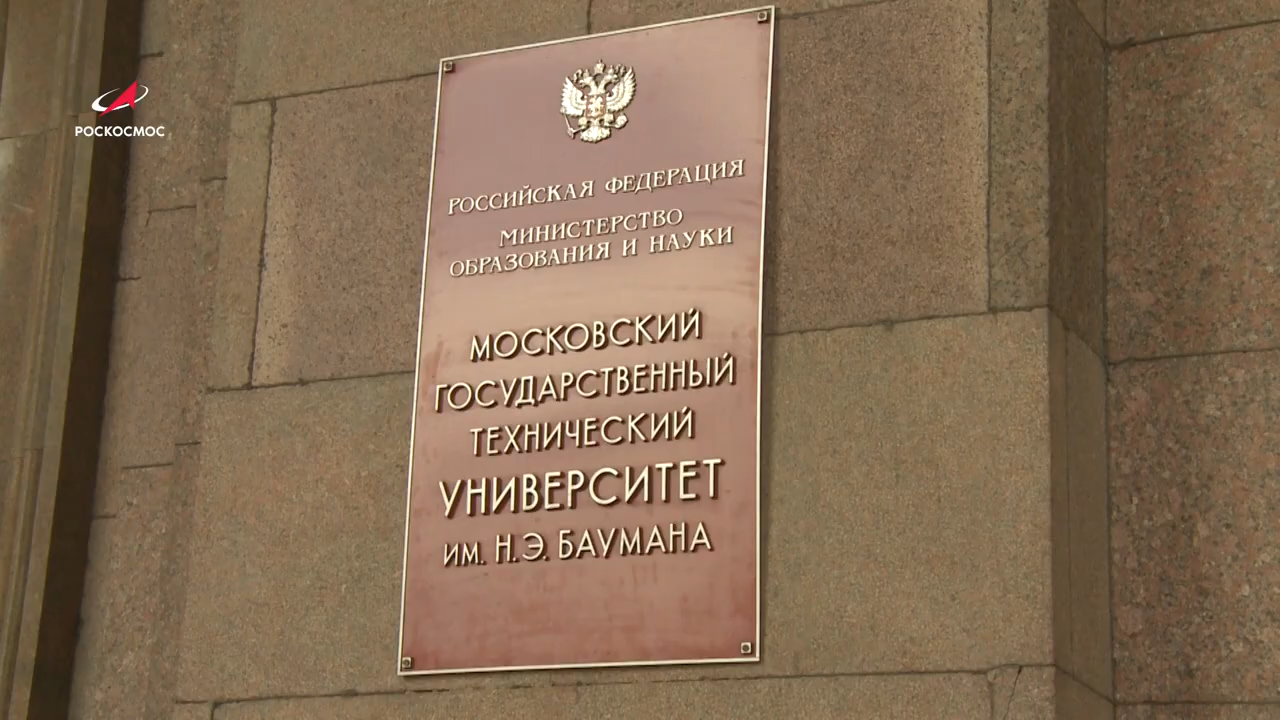 РОСКОСМОС
РОССИЙСКАЯ ФЕДЕРАЦИЯ
МИНИСТЕРСТВО
ОБРАЗОВАНИЯ И НАУКИ
МОСКОВСКИЙ
ГОСУДАРСТВЕННЫЙ
ТЕХНИЧЕСКИЙ
УНИВЕРСИТЕТ
ИМ. Н.Э. БАУМАНА